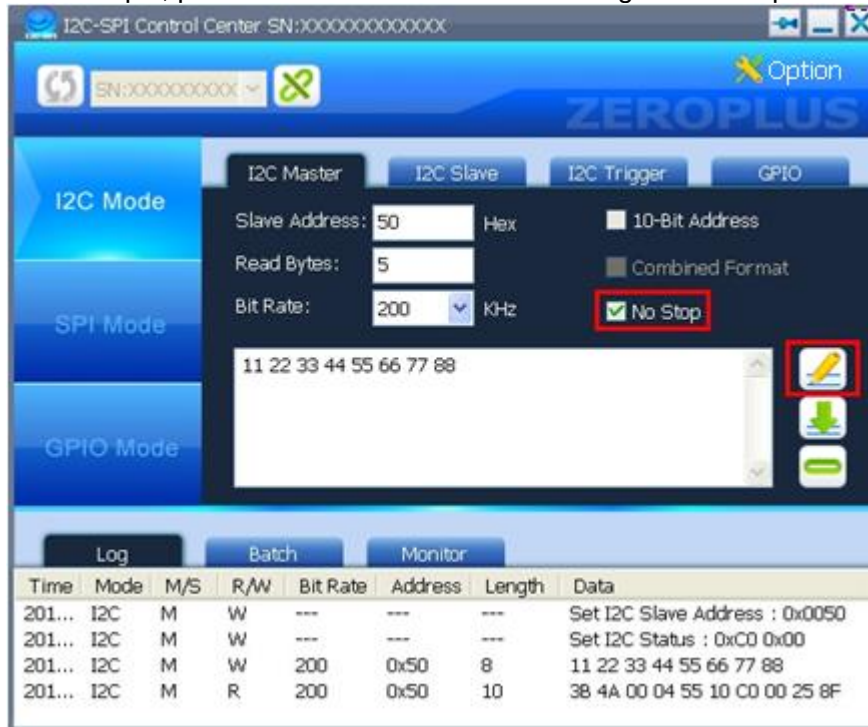 I2C-SPI Control Center SN:XXXXXXXXXXXX
SN:XXXXXXXXXX
Option
ZEROPLUS
I2C Mode
SPI Mode
GPIO Mode
I2C Master I2C Slave I2C Trigger GPIO
Slave Address: 50 Hex 10-Bit Address
Read Bytes: 5 Combined Format
Bit Rate: 200 KHz No Stop
11 22 33 44 55 66 77 88
Log Batch Monitor
Time Mode M/S R/W Bit Rate Address Length Data
201... I2C M W --- --- --- Set I2C Slave Address : 0x0050
201... I2C M W --- --- --- Set I2C Status : 0xC0 0x00
201... I2C M W 200 0x50 8 11 22 33 44 55 66 77 88
201... I2C M R 200 0x50 10 3B 4A 00 04 55 10 C0 00 25 8F